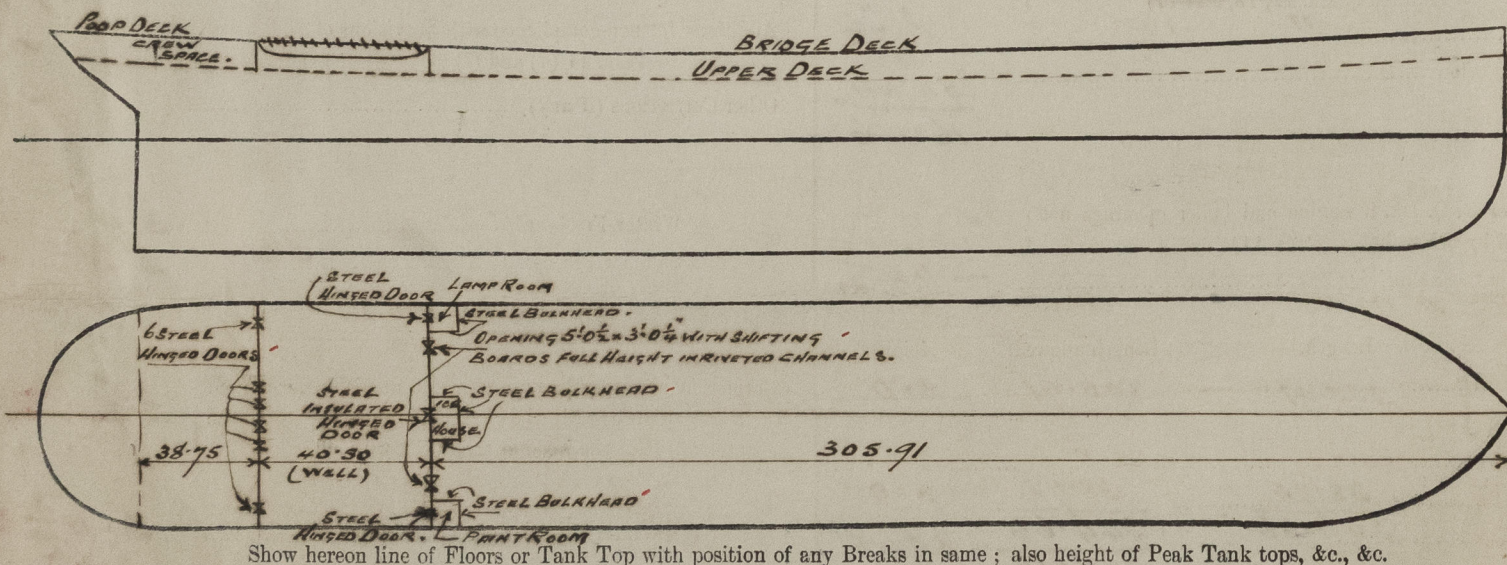 POOP DECK
CREW
SPACE.
BRIDGE DECK
UPPER DECK
STEEL
HINGED DOOR
LAMP ROOM
STEEL BULKHEAD.
OPENING 5'.0½" x 3'.0¼" WITH SHIFTING
BOARDS FULL HEIGHT IN RIVETED CHANNELS.
6 STEEL
HINGED DOORS
STEEL
INSULATED
HINGED
DOOR
STEEL BULKHEAD
ICE
HOUSE
38.75
40.50
(WELL)
305.91
STEEL BULKHEAD
STEEL
HINGED DOOR.
PAINT ROOM
Show hereon line of Floors or Tank Top with position of any Breaks in same ; also height of Peak Tank tops, &c., &c.